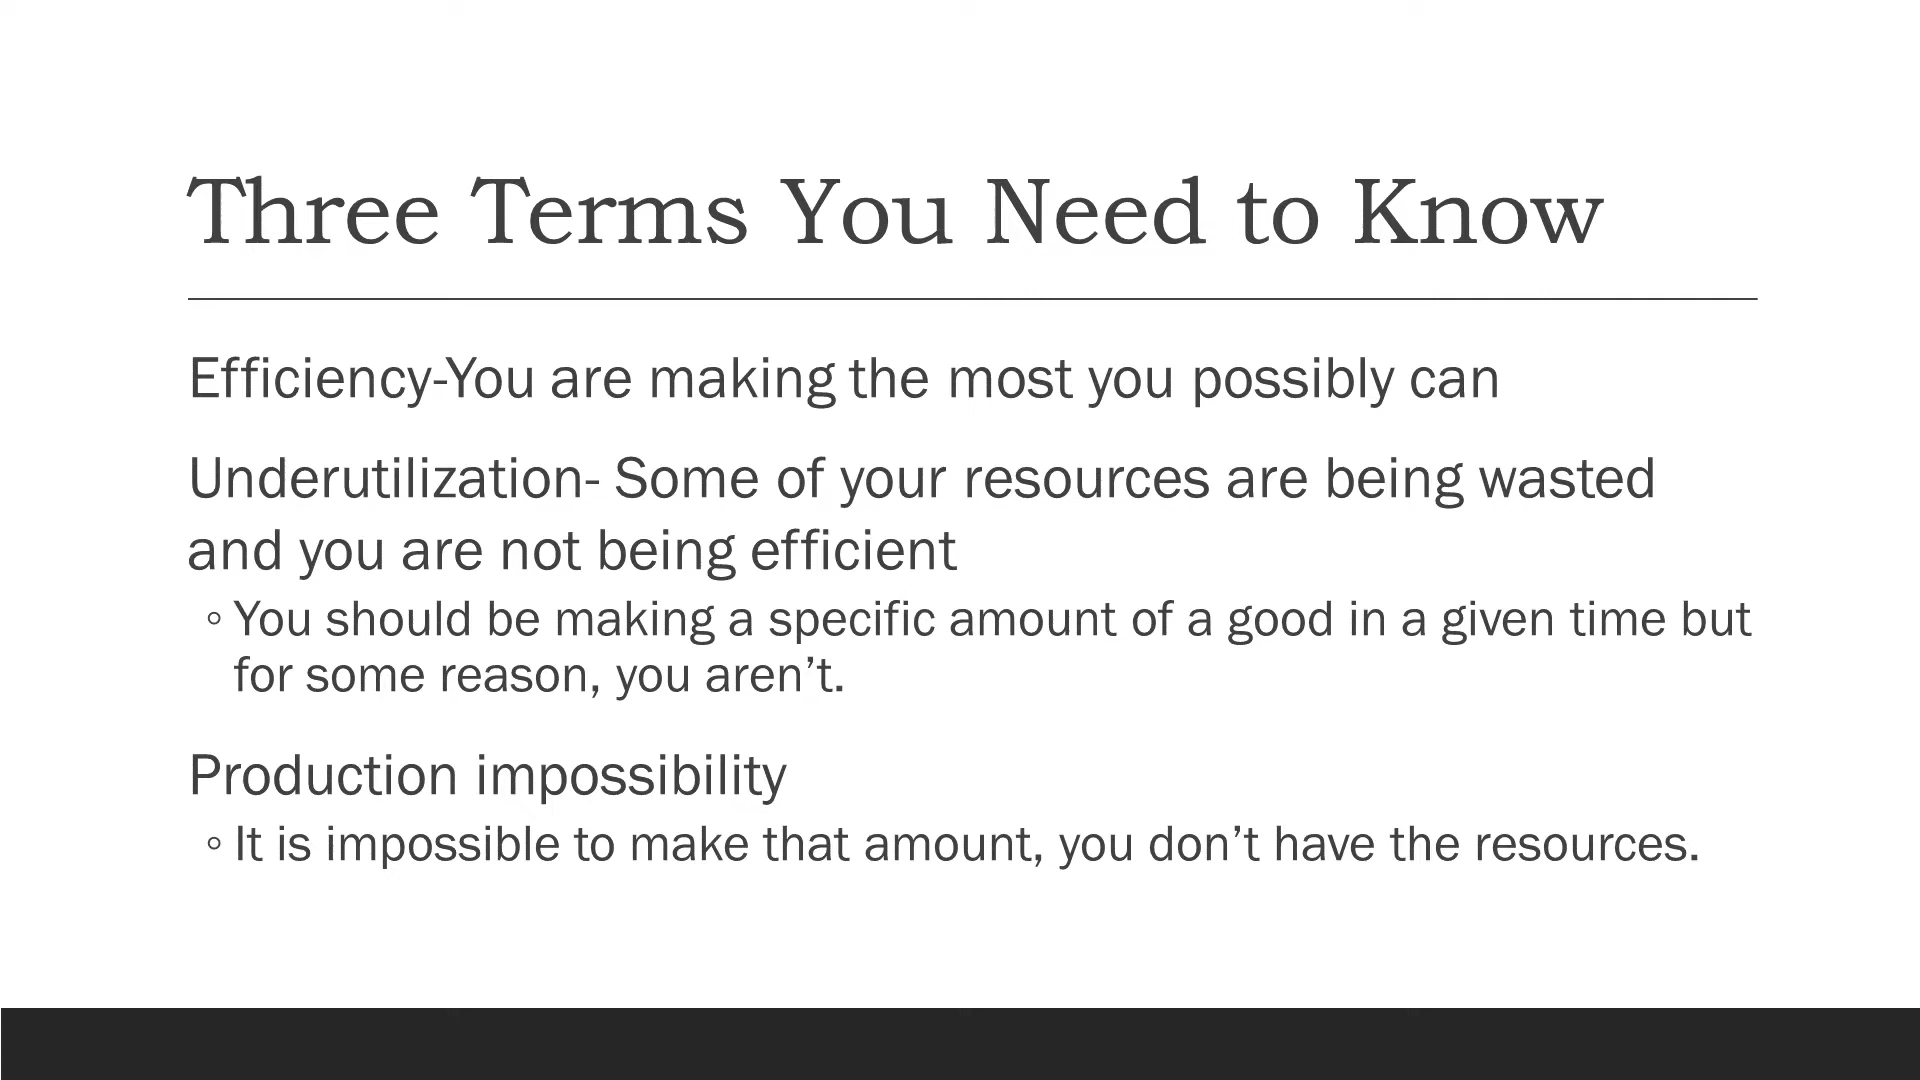 Three Terms You Need to Know
Efficiency-You are making the most you possibly can
Underutilization- Some of your resources are being wasted
and you are not being efficient
◦ You should be making a specific amount of a good in a given time but
for some reason, you aren’t.
Production impossibility
◦ It is impossible to make that amount, you don’t have the resources.